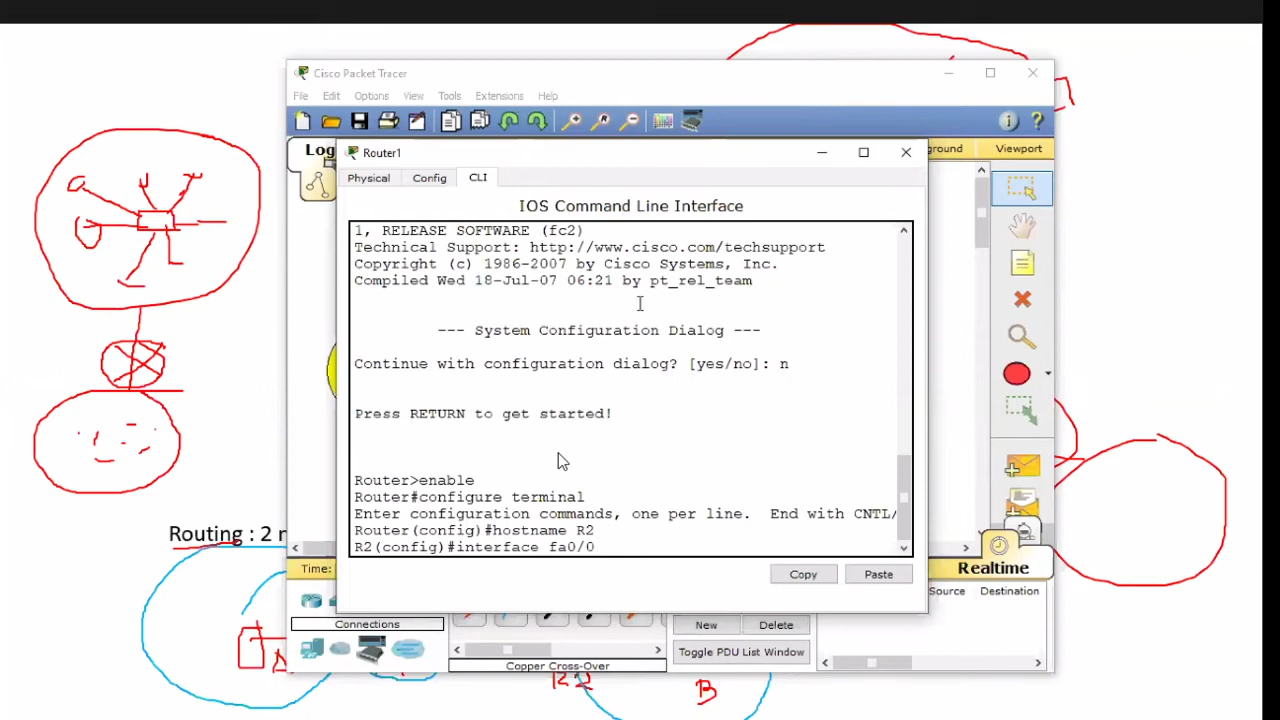 Cisco Packet Tracer
File Edit Options View Tools Extensions Help
Log
ground
Viewport
Router1
Physical Config CLI
IOS Command Line Interface
1, RELEASE SOFTWARE (fc2)
Technical Support: http://www.cisco.com/techsupport
Copyright (c) 1986-2007 by Cisco Systems, Inc.
Compiled Wed 18-Jul-07 06:21 by pt_rel_team
--- System Configuration Dialog ---
Continue with configuration dialog? [yes/no]: n
Press RETURN to get started!
Router>enable
Router#configure terminal
Enter configuration commands, one per line. End with CNTL/
Router(config)#hostname R2
R2(config)#interface fa0/0
Copy
Paste
Routing : 2 r
Time:
Realtime
Source Destination
Connections
New
Delete
Toggle PDU List Window
Copper Cross-Over
R2
B